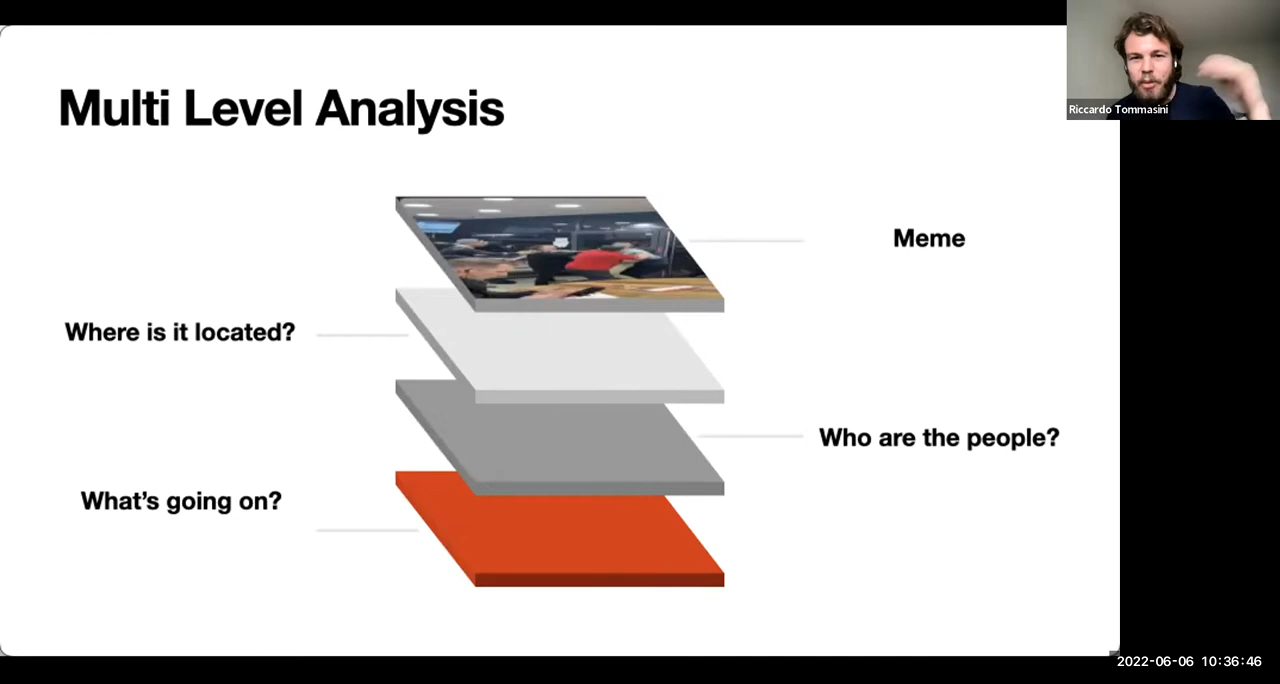 Multi Level Analysis
Riccardo Tommasini
Meme
Where is it located?
Who are the people?
What's going on?
2022-06-06 10:36:46